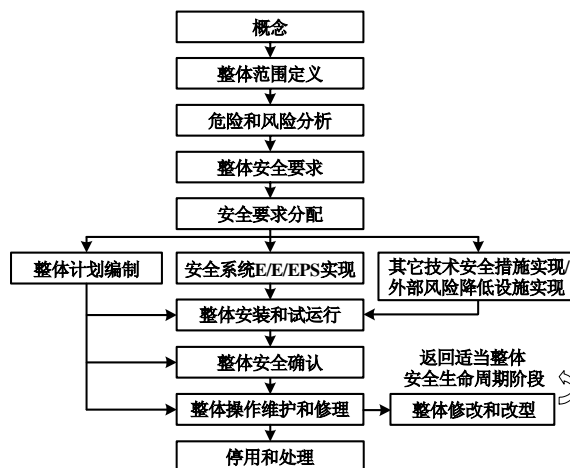 概念
整体范围定义
危险和风险分析
整体安全要求
安全要求分配
整体计划编制
安全系统E/E/EPS实现
其它技术安全措施实现/
外部风险降低设施实现
整体安装和试运行
整体安全确认
返回适当整体
安全生命周期阶段
整体操作维护和修理
整体修改和改型
停用和处理